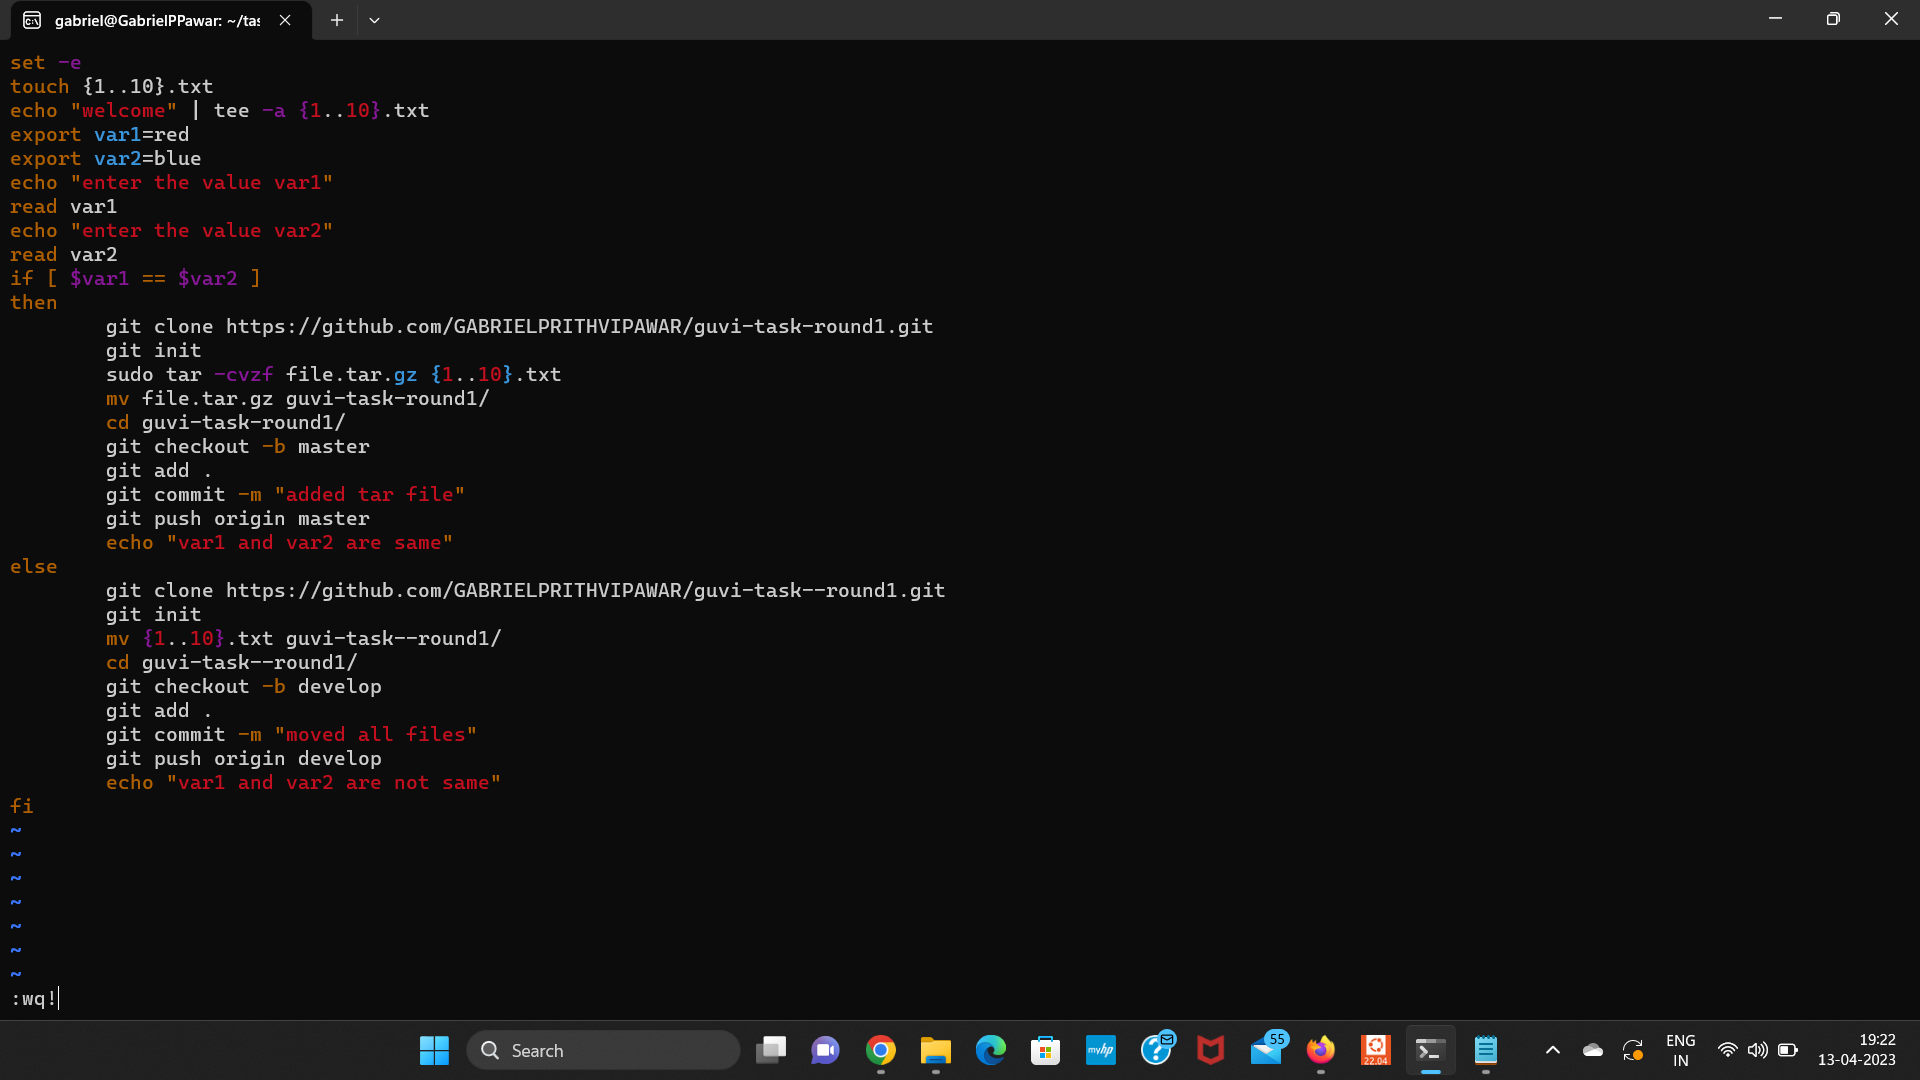 gabriel@GabrielPPawar: ~/tas
set -e
touch {1..10}.txt
echo "welcome" | tee -a {1..10}.txt
export var1=red
export var2=blue
echo "enter the value var1"
read var1
echo "enter the value var2"
read var2
if [ $var1 == $var2 ]
then
        git clone https://github.com/GABRIELPRITHVIPAWAR/guvi-task-round1.git
        git init
        sudo tar -cvzf file.tar.gz {1..10}.txt
        mv file.tar.gz guvi-task-round1/
        cd guvi-task-round1/
        git checkout -b master
        git add .
        git commit -m "added tar file"
        git push origin master
        echo "var1 and var2 are same"
else
        git clone https://github.com/GABRIELPRITHVIPAWAR/guvi-task--round1.git
        git init
        mv {1..10}.txt guvi-task--round1/
        cd guvi-task--round1/
        git checkout -b develop
        git add .
        git commit -m "moved all files"
        git push origin develop
        echo "var1 and var2 are not same"
fi
~
~
~
~
~
~
~
:wq!
Search
myhp
55
22.04
ENG
IN
19:22
13-04-2023